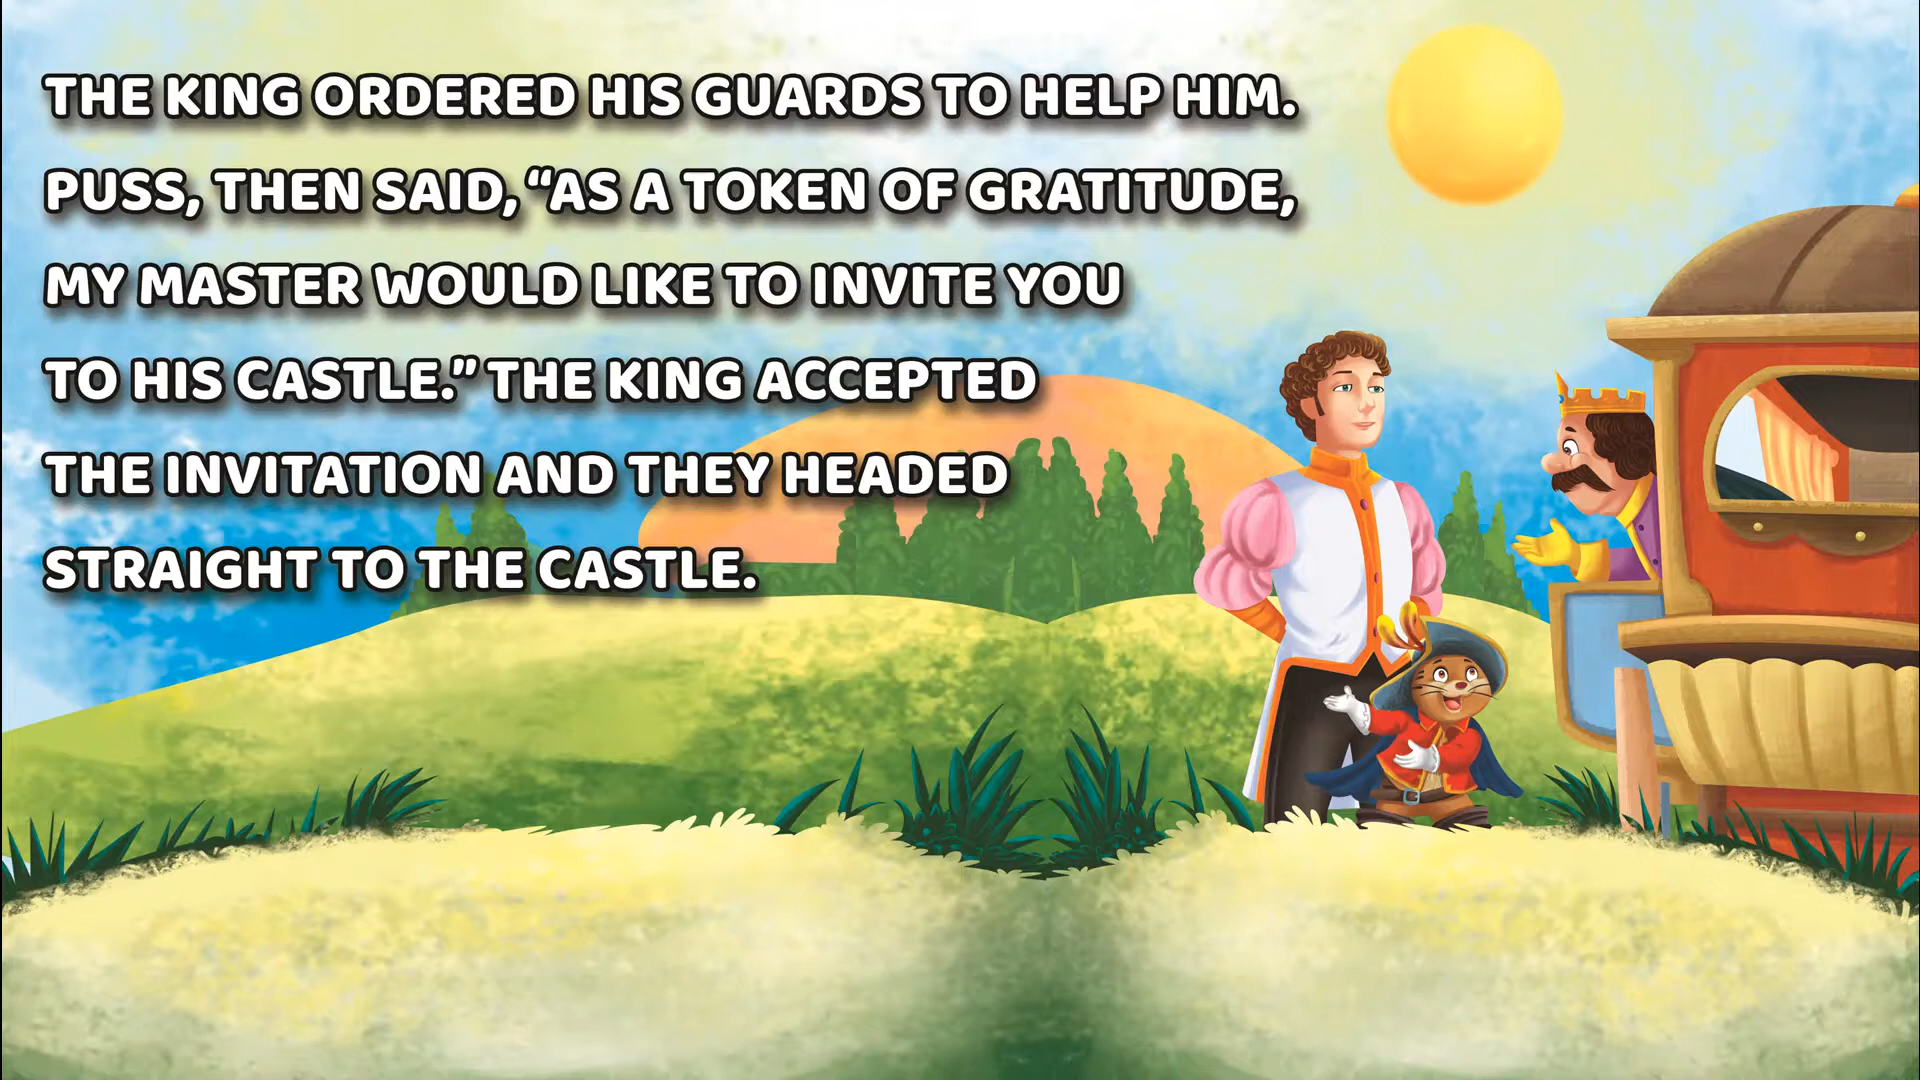 THE KING ORDERED HIS GUARDS TO HELP HIM.
PUSS, THEN SAID, “AS A TOKEN OF GRATITUDE,
MY MASTER WOULD LIKE TO INVITE YOU
TO HIS CASTLE.” THE KING ACCEPTED
THE INVITATION AND THEY HEADED
STRAIGHT TO THE CASTLE.